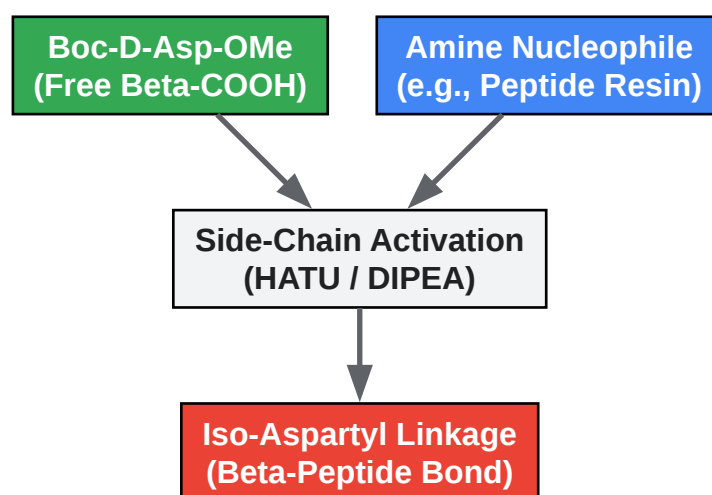 Boc-D-Asp-OMe
(Free Beta-COOH)
Amine Nucleophile
(e.g., Peptide Resin)
Side-Chain Activation
(HATU / DIPEA)
Iso-Aspartyl Linkage
(Beta-Peptide Bond)